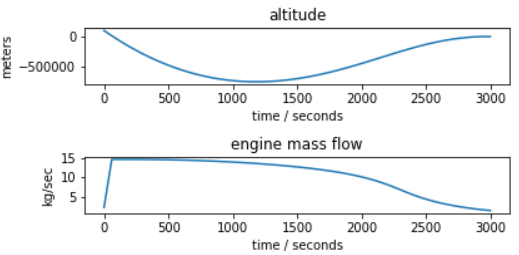 altitude
meters
0
−500000
0 500 1000 1500 2000 2500 3000
time / seconds
engine mass flow
kg/sec
15
10
5
0 500 1000 1500 2000 2500 3000
time / seconds